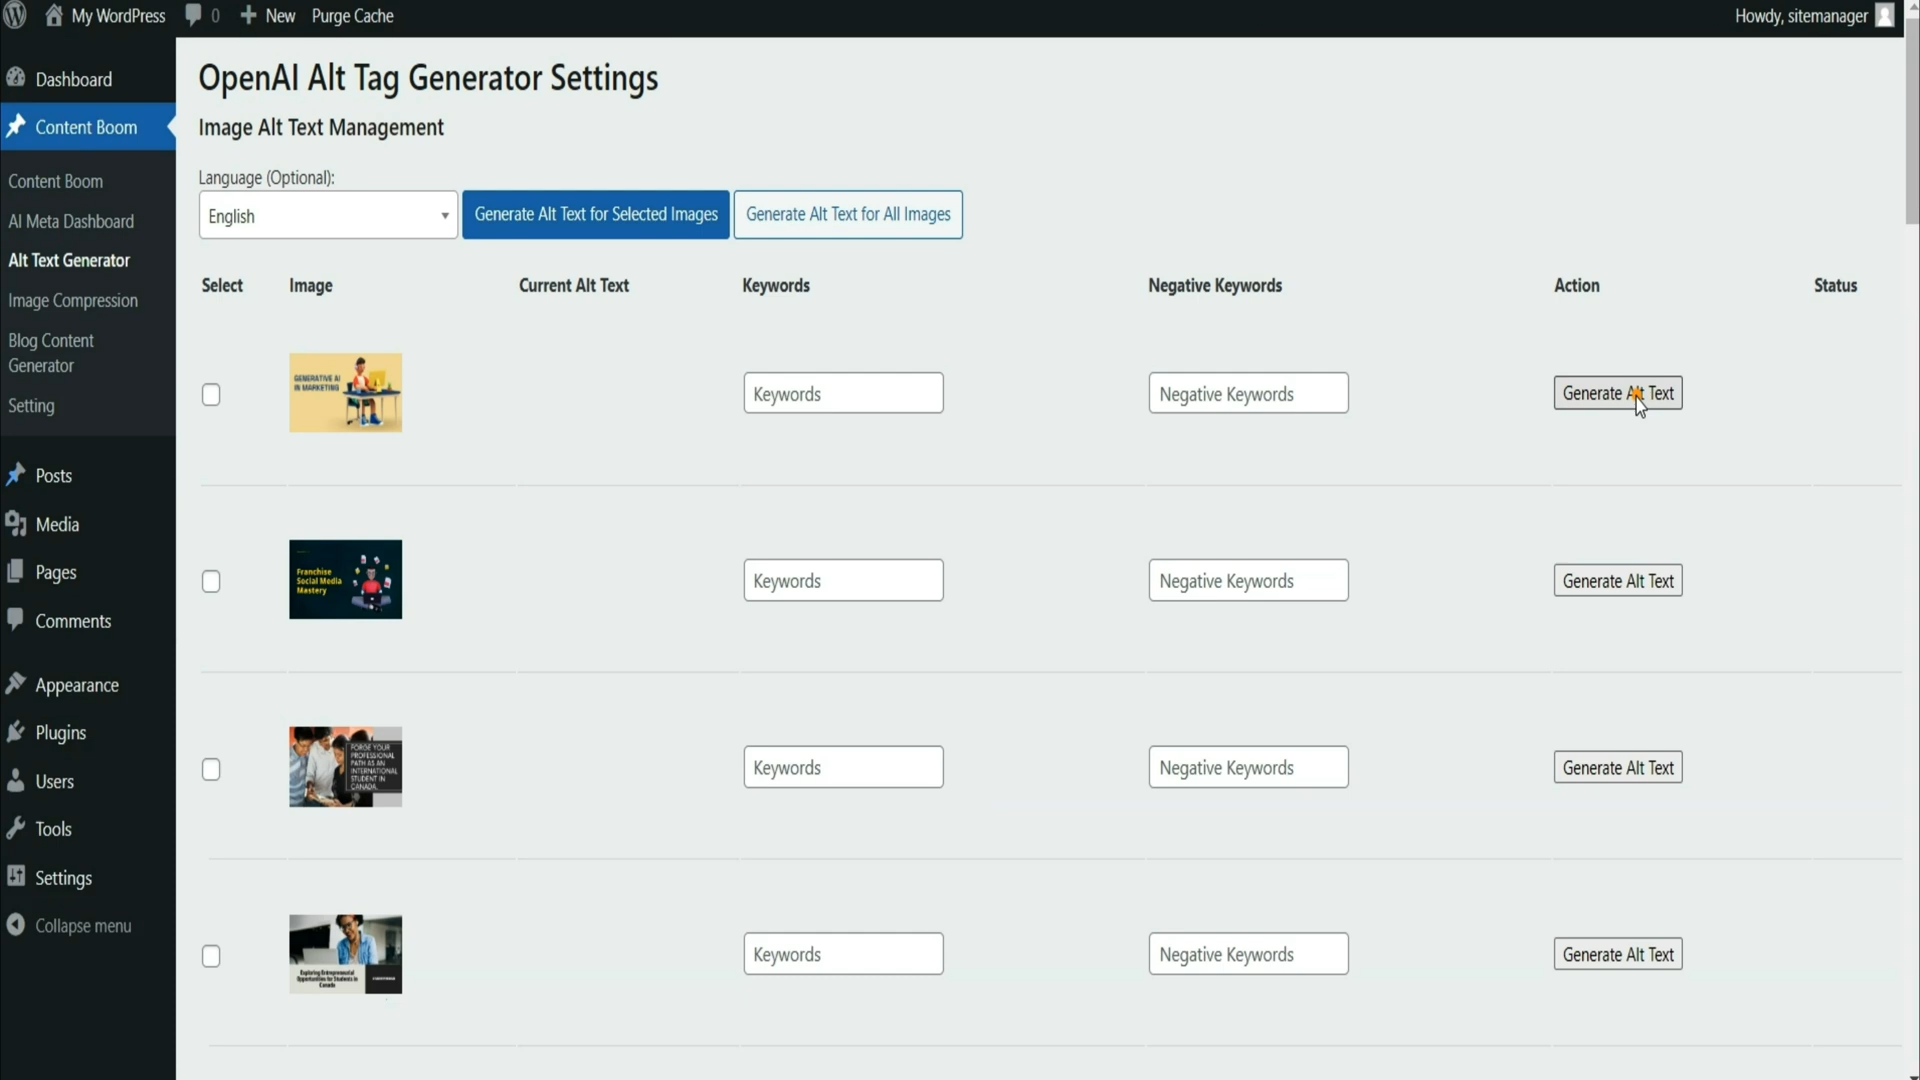 My WordPress 0 New Purge Cache Howdy, sitemanager
Dashboard
Content Boom
Content Boom
AI Meta Dashboard
Alt Text Generator
Image Compression
Blog Content
Generator
Setting
Posts
Media
Pages
Comments
Appearance
Plugins
Users
Tools
Settings
Collapse menu
OpenAI Alt Tag Generator Settings
Image Alt Text Management
Language (Optional):
English Generate Alt Text for Selected Images Generate Alt Text for All Images
Select Image Current Alt Text Keywords Negative Keywords Action Status
GENERATIVE AI
IN MARKETING
Keywords Negative Keywords Generate Alt Text
Franchise
Social Media
Mastery
Keywords Negative Keywords Generate Alt Text
FORGE YOUR
PROFESSIONAL
PATH AS AN
INTERNATIONAL
STUDENT IN
CANADA
Keywords Negative Keywords Generate Alt Text
Exploring Entrepreneurial
Opportunities for Students in
Canada
Keywords Negative Keywords Generate Alt Text